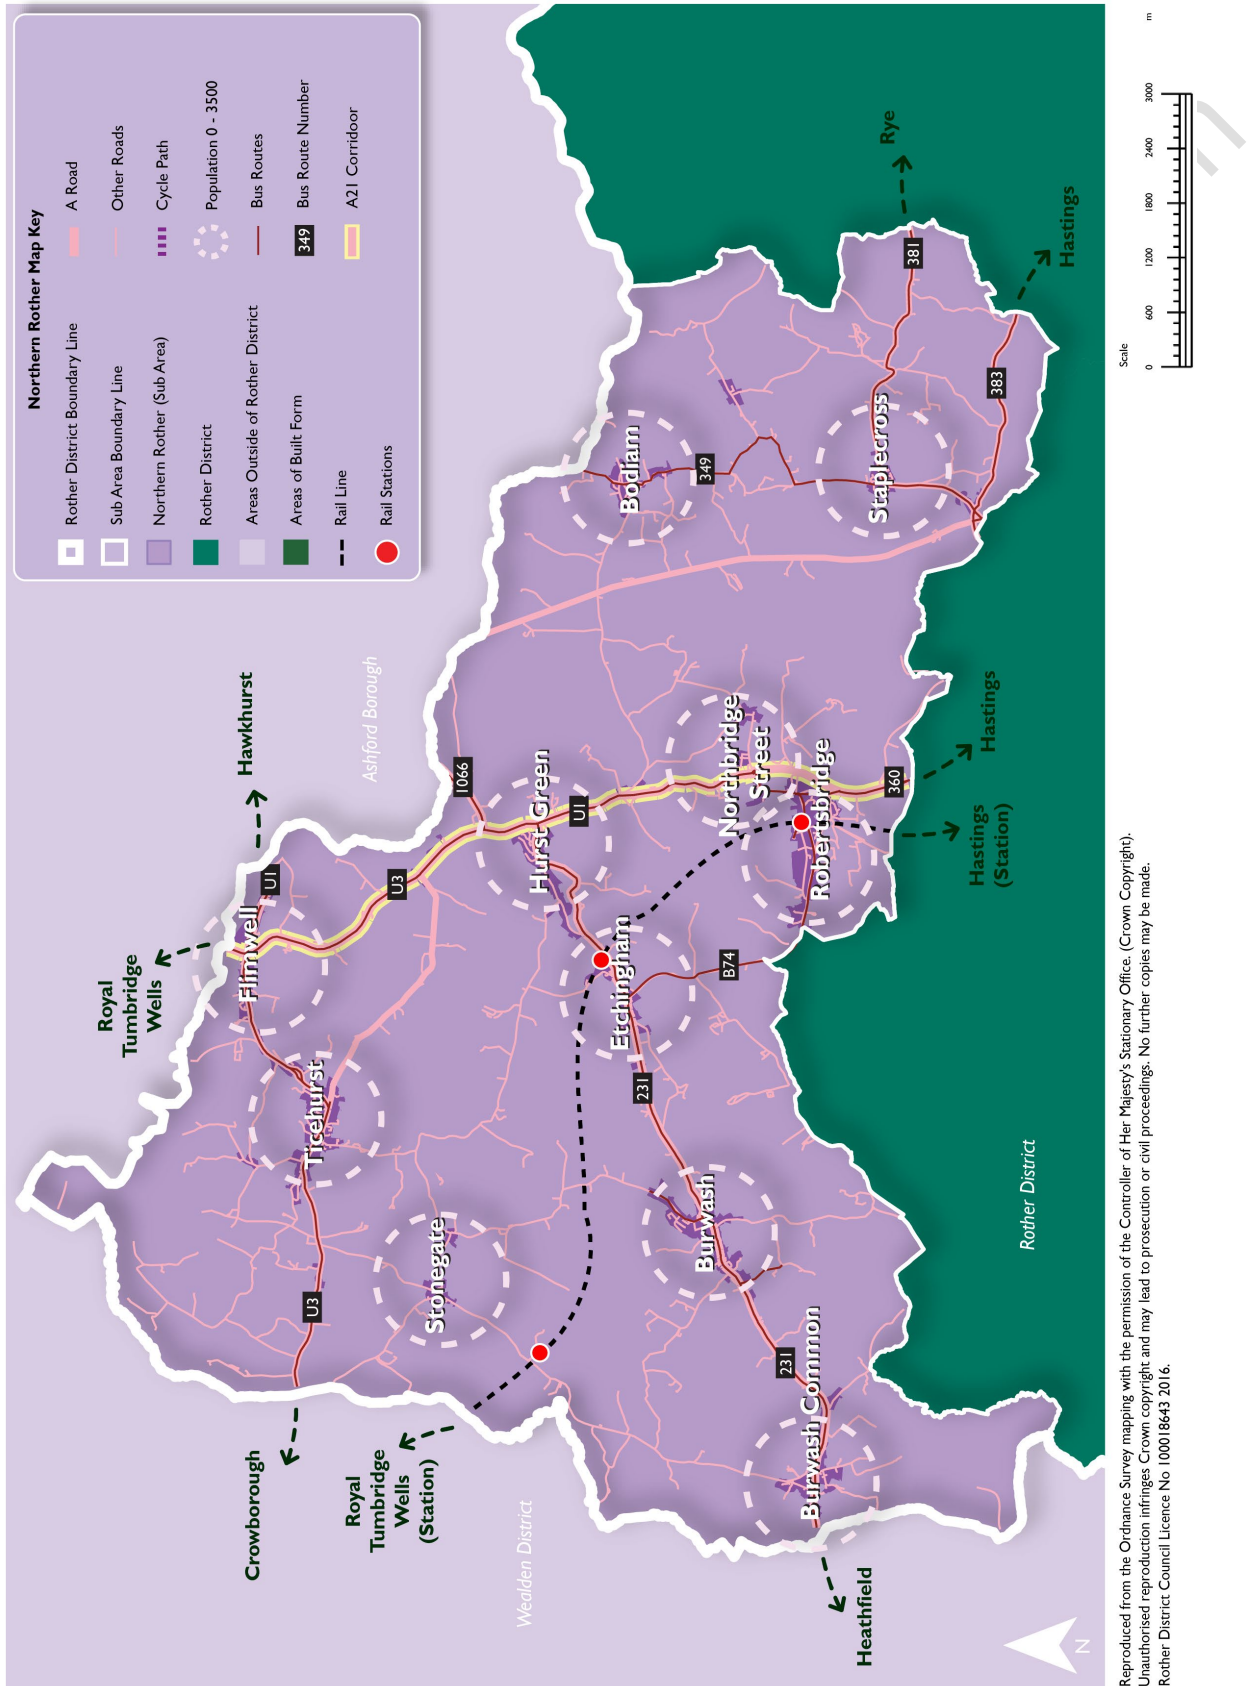 Northern Rother Map Key
Rother District Boundary Line
Sub Area Boundary Line
Northern Rother (Sub Area)
Rother District
Areas Outside of Rother District
Areas of Built Form
Rail Line
Rail Stations
A Road
Other Roads
Cycle Path
Population 0 - 3500
Bus Routes
349
Bus Route Number
A21 Corridoor
Royal
Tumbridge
Wells
Hawkhurst
Ashford Borough
Flimwell
U1
U3
Ticehurst
U3
Crowborough
Stonegate
Royal
Tumbridge
Wells
(Station)
Wealden District
1066
Hurst Green
U1
Etchingham
231
B74
Burwash
231
Burwash Common
Heathfield
Northbridge
Street
Robertsbridge
360
Hastings
Hastings
(Station)
Bodiam
349
Staplecross
381
Rye
383
Hastings
Rother District
N
Scale
0
600
1200
1800
2400
3000
m
Reproduced from the Ordnance Survey mapping with the permission of the Controller of Her Majesty's Stationary Office. (Crown Copyright).
Unauthorised reproduction infringes Crown copyright and may lead to prosecution or civil proceedings. No further copies may be made.
Rother District Council Licence No 100018643 2016.